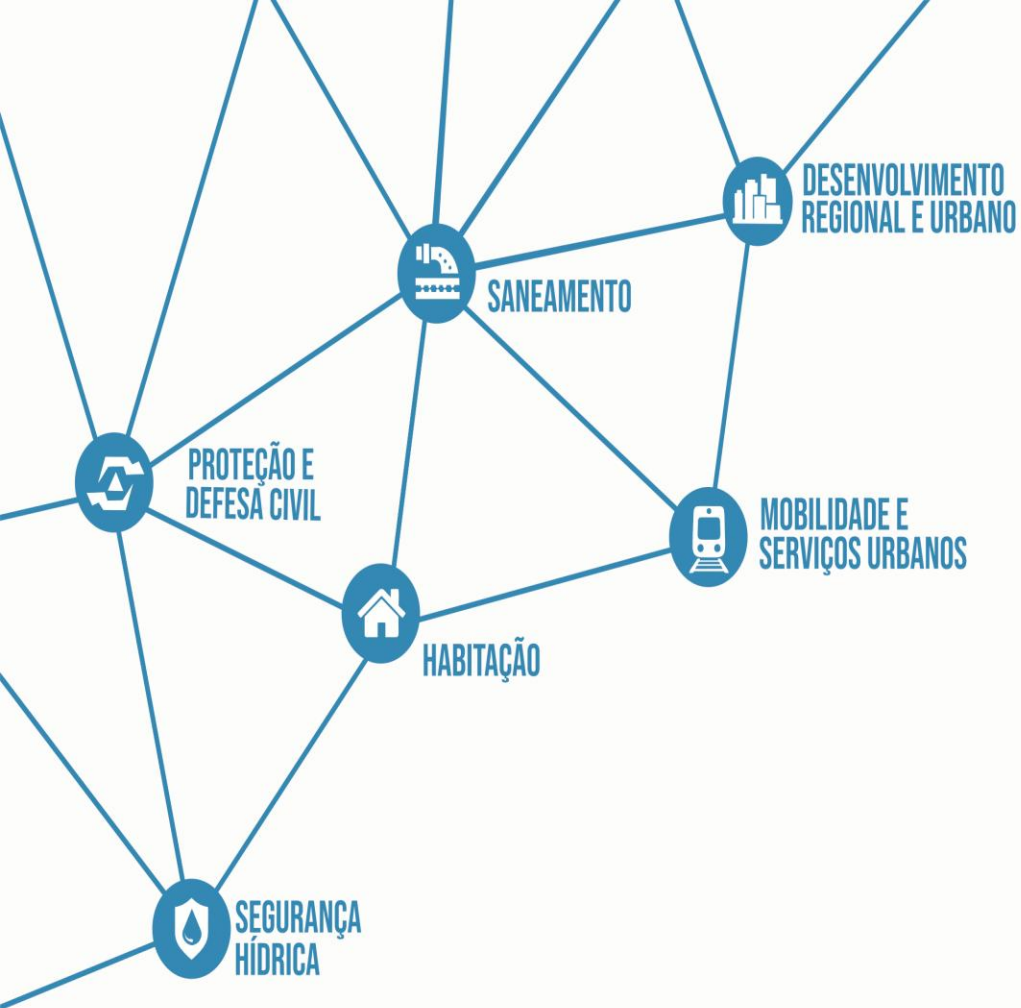 DESENVOLVIMENTO
REGIONAL E URBANO
SANEAMENTO
PROTEÇÃO E
DEFESA CIVIL
MOBILIDADE E
SERVIÇOS URBANOS
HABITAÇÃO
SEGURANÇA
HÍDRICA